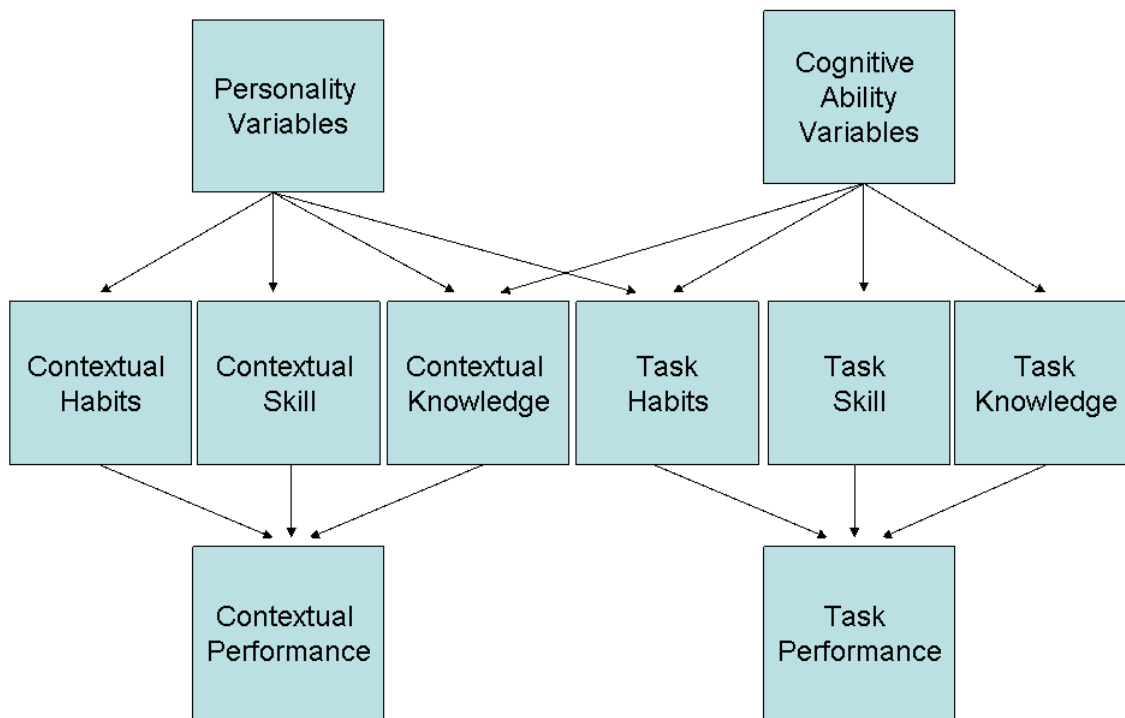 Personality
Variables
Cognitive
Ability
Variables
Contextual
Habits
Contextual
Skill
Contextual
Knowledge
Task
Habits
Task
Skill
Task
Knowledge
Contextual
Performance
Task
Performance